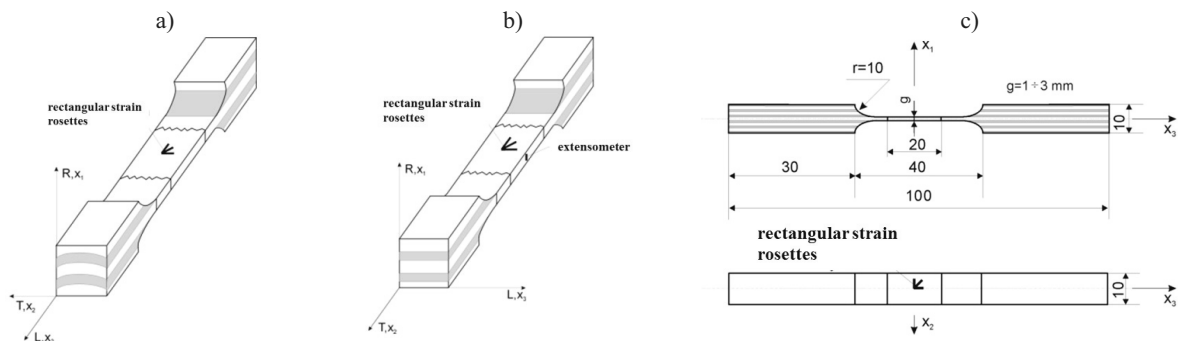 a)
rectangular strain
rosettes
R,x₁
T,x₂
b)
rectangular strain
rosettes
extensometer
R,x₁
L,x₃
T,x₂
c)
x₁
r=10
g
g=1÷3 mm
10
x₃
20
30
40
100
rectangular strain
rosettes
10
x₃
x₂